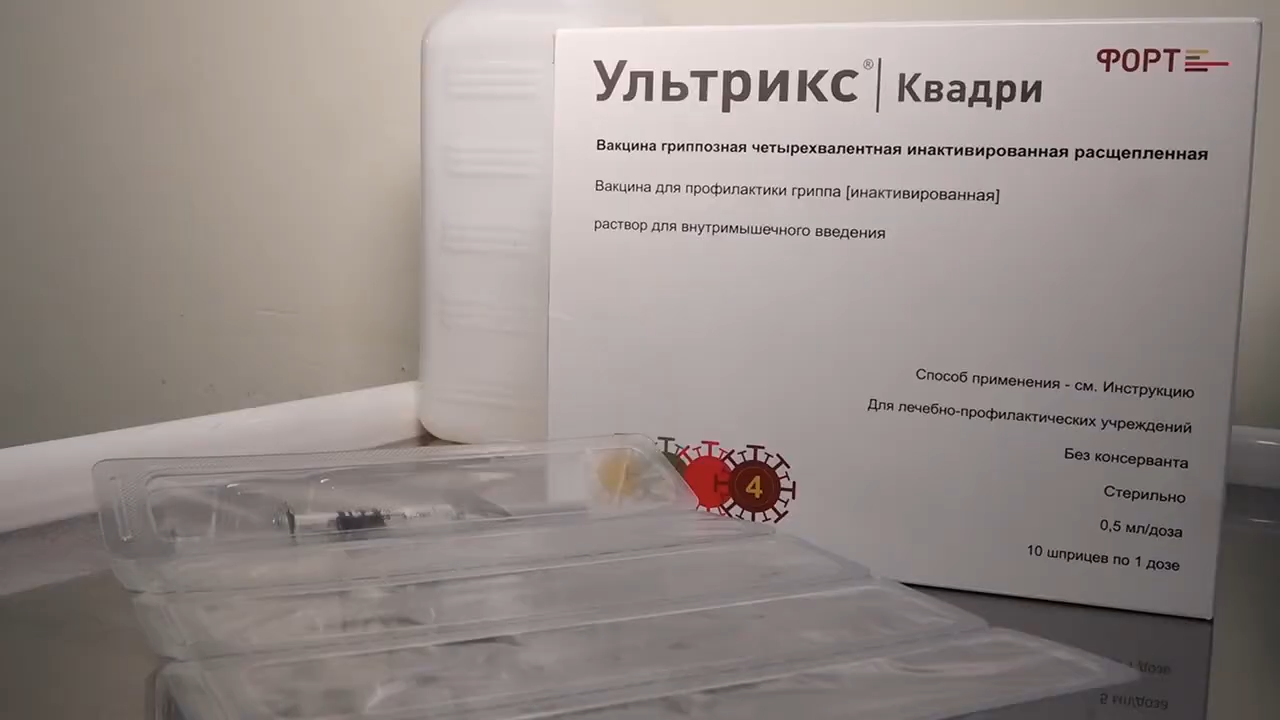 Ультрикс® | Квадри
ФОРТ
Вакцина гриппозная четырехвалентная инактивированная расщепленная
Вакцина для профилактики гриппа [инактивированная]
раствор для внутримышечного введения
Способ применения - см. Инструкцию
Для лечебно-профилактических учреждений
Без консерванта
Стерильно
0,5 мл/доза
10 шприцев по 1 дозе
4